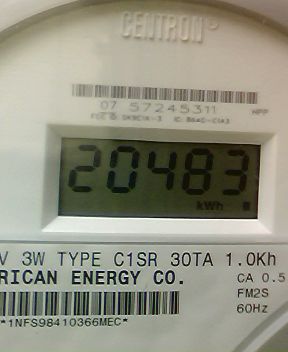 CENTRON®
07 57245311
NPP
20483
kWh
V 3W TYPE C1SR 30TA 1.0Kh
RICAN ENERGY CO.
CA 0.5
FM2S
60Hz
*1NFS98410366MEC*